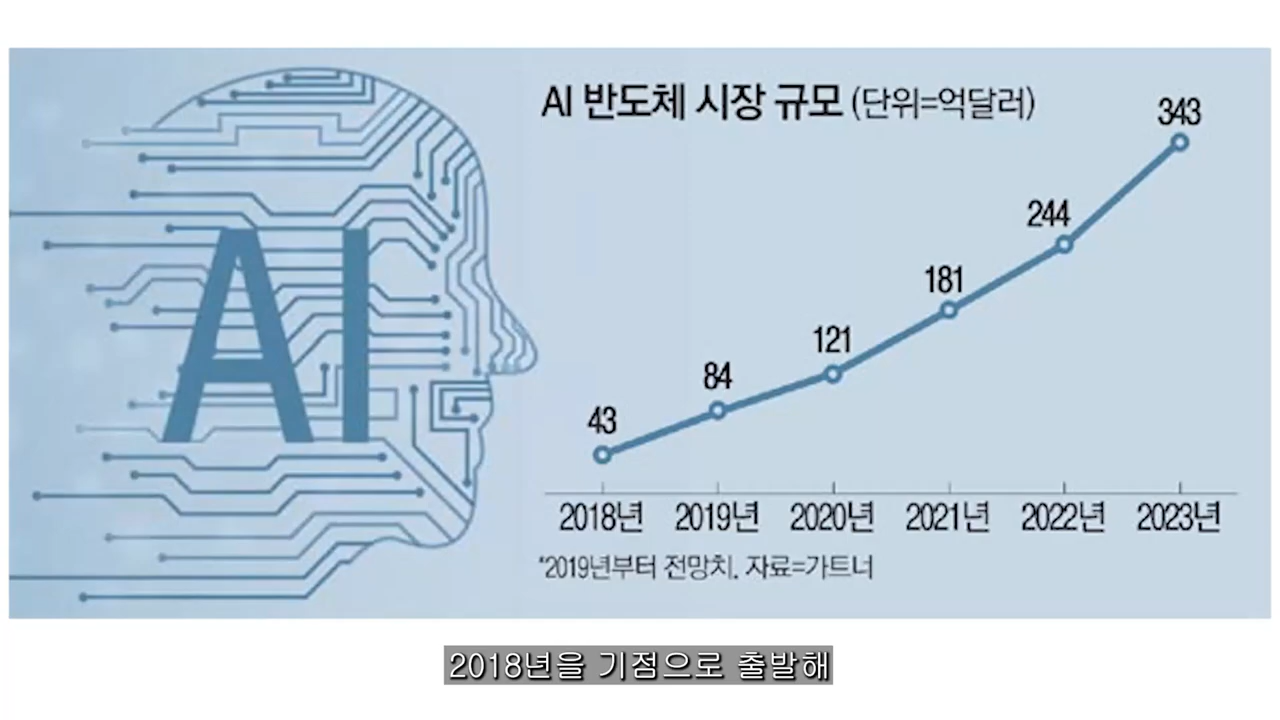 AI
AI 반도체 시장 규모 (단위=억달러)
343
244
181
121
84
43
2018년 2019년 2020년 2021년 2022년 2023년
*2019년부터 전망치. 자료=가트너
2018년을 기점으로 출발해